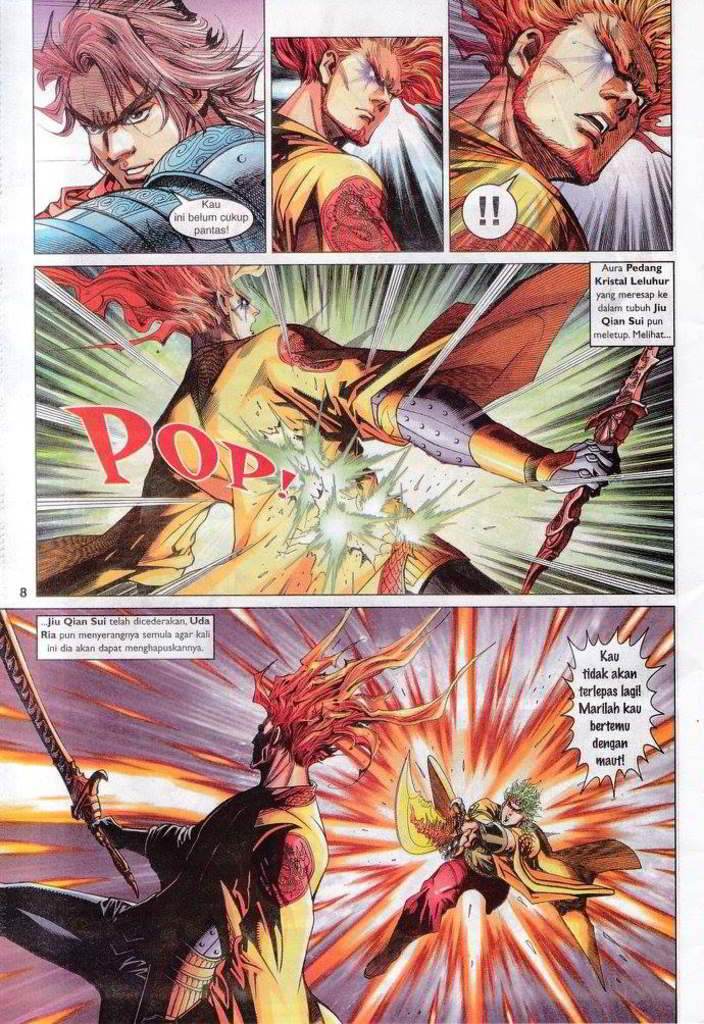 Kau
ini belum cukup
pantas!
!!
Aura Pedang
Kristal Leluhur
yang meresap ke
dalam tubuh Jiu
Qian Sui pun
meletup. Melihat...
POP!
8
...Jiu Qian Sui telah dicederakan, Uda
Ria pun menyerangnya semula agar kali
ini dia akan dapat menghapuskannya.
Kau
tidak akan
terlepas lagi!
Marilah kau
bertemu
dengan
maut!